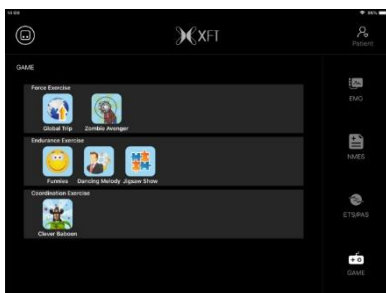 XFT
Patient
GAME
Force Exercise
Global Trip Zombie Avenger
EMG
Endurance Exercise
Funnies Dancing Melody Jigsaw Show
NMES
Coordination Exercise
Clever Baboon
ETS/PAS
GAME